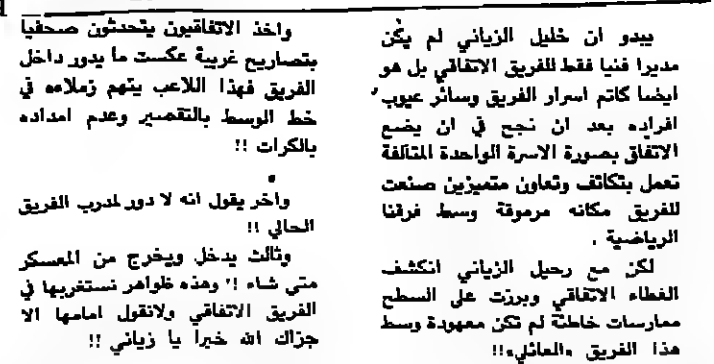 يبدو ان خليل الزياني لم يكن
مديرا فنيا فقط للفريق الاتفاقي بل هو
ايضا كاتم اسرار الفريق وسائر عيوب
افراده بعد ان نجح في ان يضع
الاتفاق بصورة الاسرة الواحدة المتآلفة
تعمل بتكاتف وتعاون متميزين صنعت
للفريق مكانه مرموقة وسط فرقنا
الرياضية .
لكن مع رحيل الزياني انكشف
الغطاء الاتفاقي وبرزت على السطح
ممارسات خاطئة لم تكن معهودة وسط
هذا الفريق «العائلي»!!
واخذ الاتفاقيون يتحدثون صحفيا
بتصاريح غريبة عكست ما يدور داخل
الفريق فهذا اللاعب يتهم زملاءه في
خط الوسط بالتقصير وعدم امداده
بالكرات !!
واخر يقول انه لا دور لمدرب الفريق
الحالي !!
وثالث يدخل ويخرج من المعسكر
متى شاء !' وهذه ظواهر نستغربها في
الفريق الاتفاقي ولانقول امامها الا
جزاك الله خيرا يا زياني !!